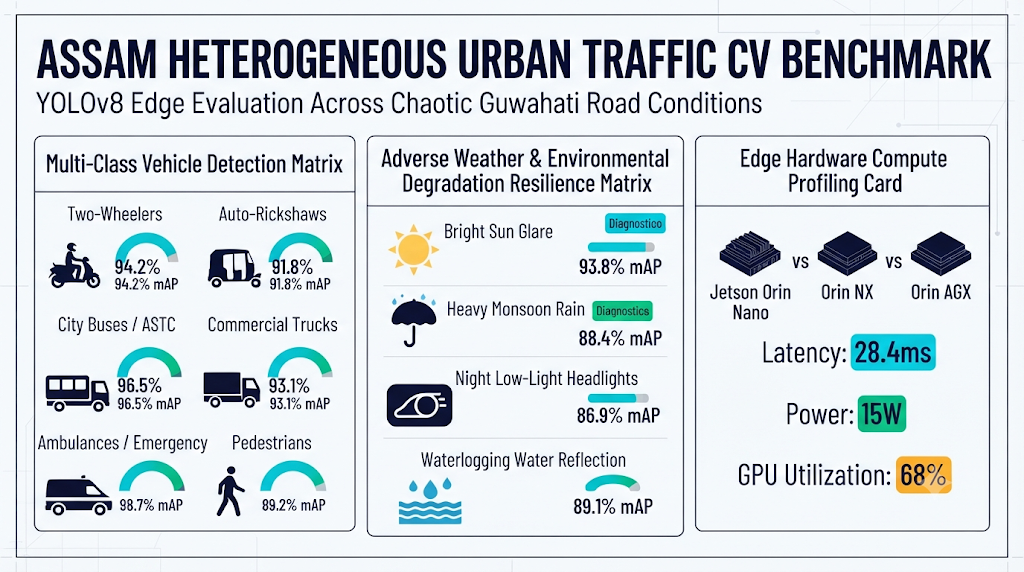 ASSAM HETEROGENEOUS URBAN TRAFFIC CV BENCHMARK
YOLOv8 Edge Evaluation Across Chaotic Guwahati Road Conditions
Multi-Class Vehicle Detection Matrix
Two-Wheelers
94.2%
94.2% mAP
Auto-Rickshaws
91.8%
91.8% mAP
City Buses / ASTC
96.5%
96.5% mAP
Commercial Trucks
93.1%
93.1% mAP
Ambulances / Emergency
98.7% mAP
Pedestrians
89.2% mAP
Adverse Weather & Environmental
Degradation Resilience Matrix
Bright Sun Glare
Diagnostico
93.8% mAP
Heavy Monsoon Rain
Diagnostics
88.4% mAP
Night Low-Light Headlights
86.9% mAP
Waterlogging Water Reflection
89.1% mAP
Edge Hardware Compute
Profiling Card
vs
vs
Jetson Orin
Nano
Orin NX
Orin AGX
Latency: 28.4ms
Power: 15W
GPU Utilization: 68%